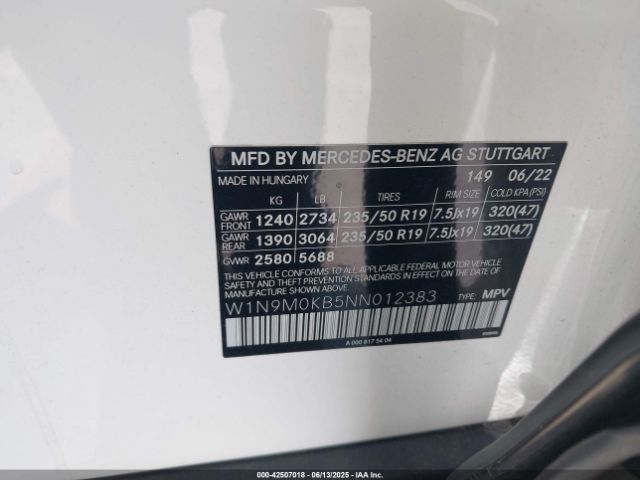 MFD BY MERCEDES-BENZ AG STUTTGART
MADE IN HUNGARY 149 06/22
KG LB TIRES RIM SIZE COLD KPA (PSI)
GAWR FRONT 1240 2734 235/50 R19 7.5Jx19 320(47)
GAWR REAR 1390 3064 235/50 R19 7.5Jx19 320(47)
GVWR 2580 5688
THIS VEHICLE CONFORMS TO ALL APPLICABLE FEDERAL MOTOR VEHICLE
SAFETY AND THEFT PREVENTION STANDARDS IN EFFECT ON THE DATE OF
MANUFACTURE SHOWN ABOVE.
W1N9M0KB5NN012383 TYPE: MPV
A 000 817 54 04
000-42507018 | 06/13/2025 | IAAI.COM